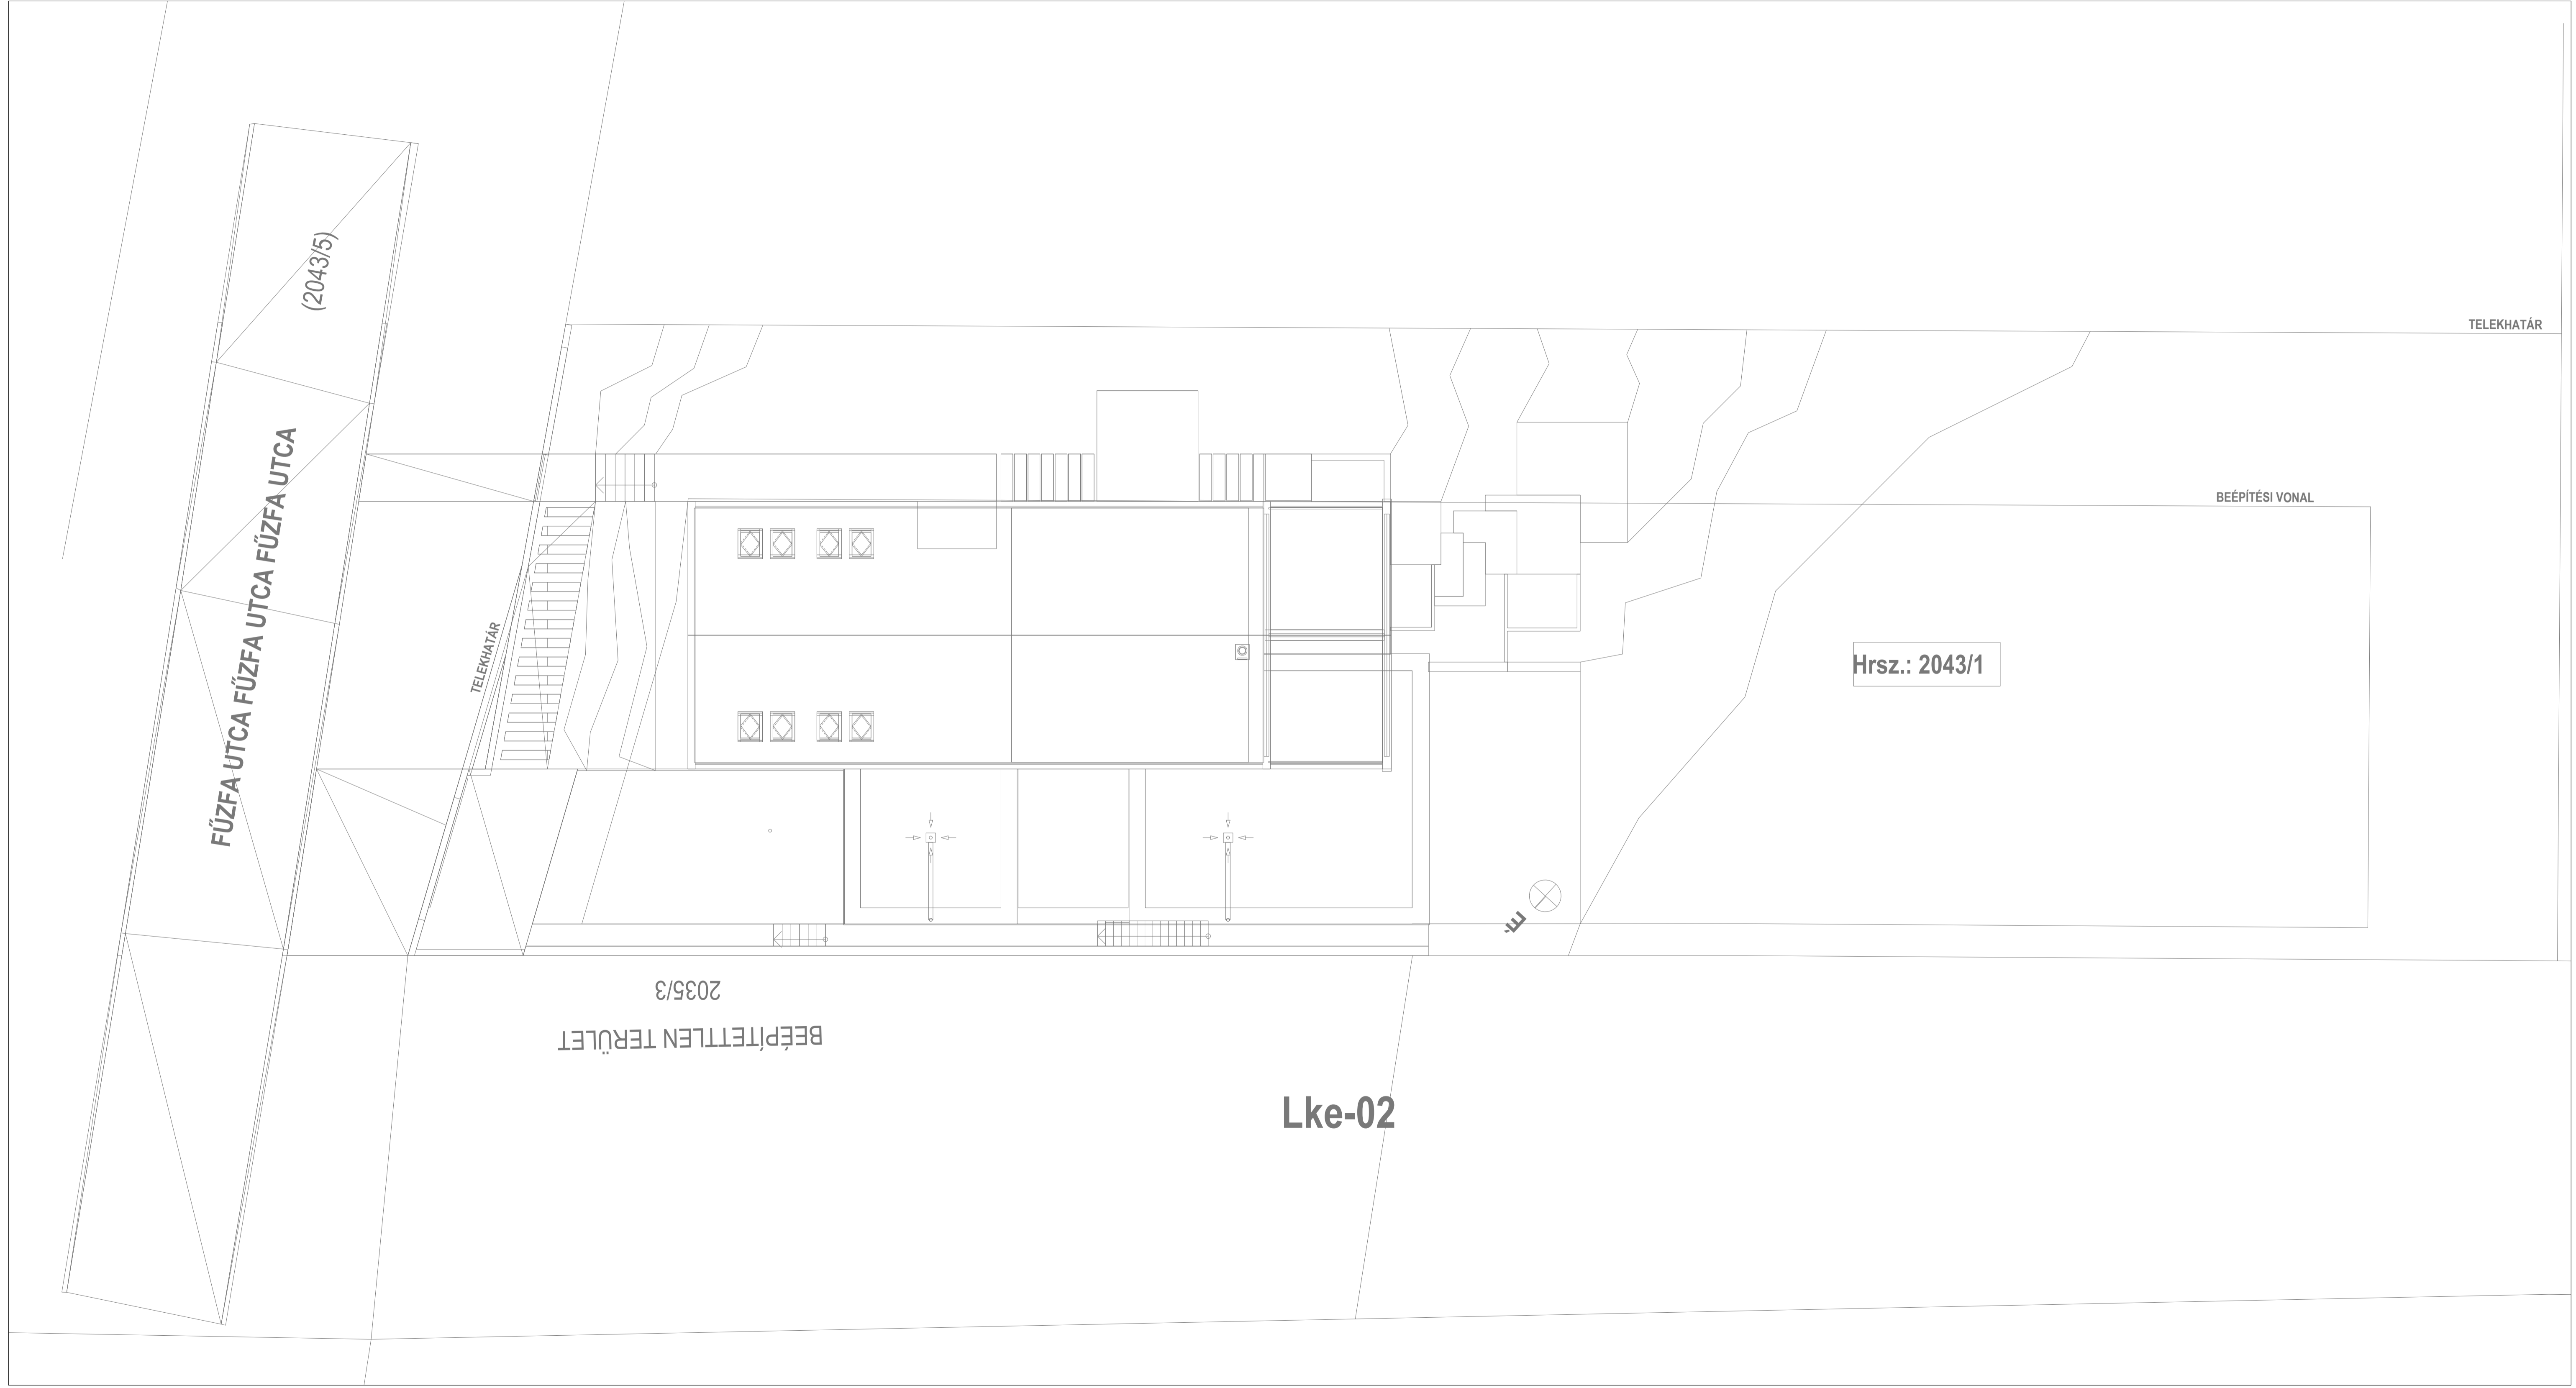 (2043/5)
FŰZFA UTCA FŰZFA UTCA FŰZFA UTCA
TELEKHATÁR
TELEKHATÁR
BEÉPÍTÉSI VONAL
Hrsz.: 2043/1
É
2035/3
BEÉPÍTETTLEN TERÜLET
Lke-02